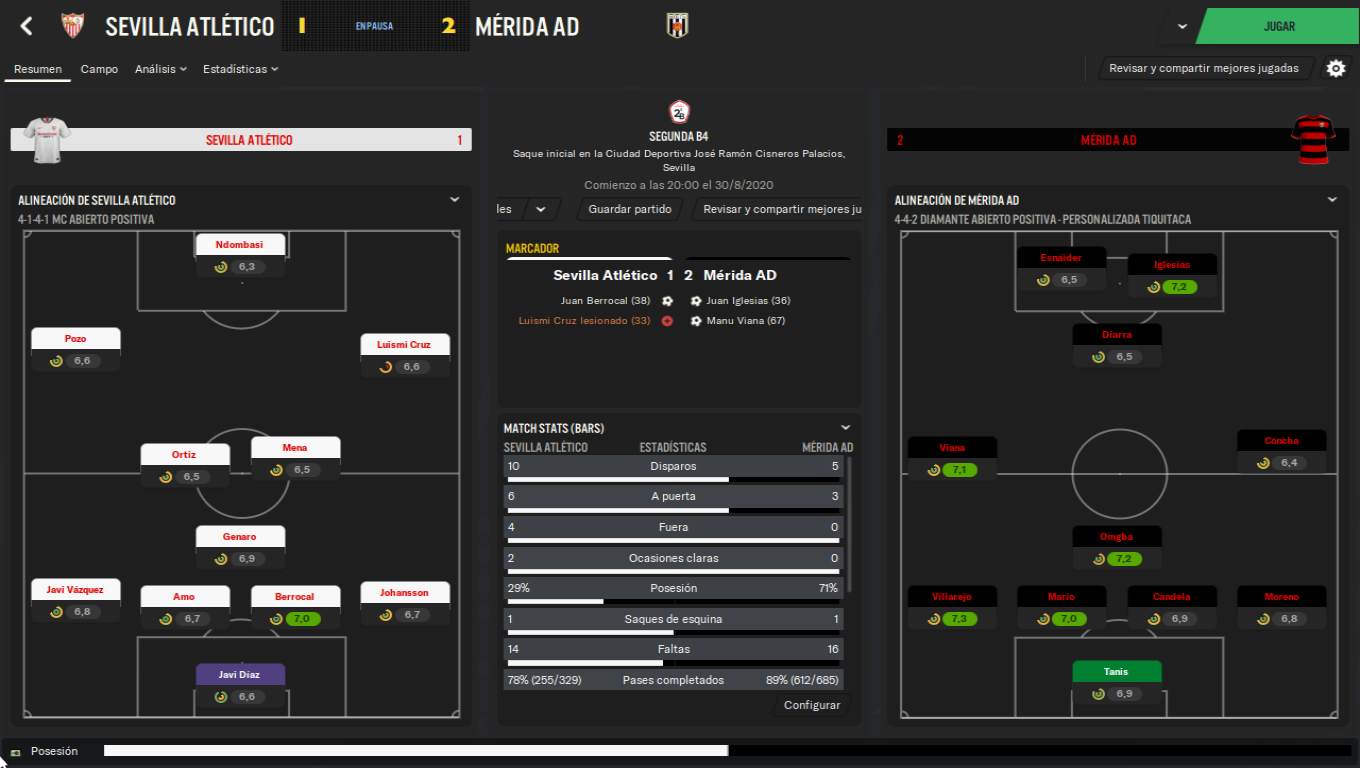 SEVILLA ATLÉTICO 1 EN PAUSA 2 MÉRIDA AD JUGAR
Resumen Campo Análisis Estadísticas Revisar y compartir mejores jugadas
SEVILLA ATLÉTICO 1
2B
SEGUNDA B4
Saque inicial en la Ciudad Deportiva José Ramón Cisneros Palacios,
Sevilla
Comienzo a las 20:00 el 30/8/2020
les Guardar partido Revisar y compartir mejores ju
2 MÉRIDA AD
ALINEACIÓN DE SEVILLA ATLÉTICO
4-1-4-1 MC ABIERTO POSITIVA
Ndombasi
6,3
Pozo
6,6
Luismi Cruz
6,6
Ortiz
6,5
Mena
6,5
Genaro
6,9
Javi Vázquez
6,8
Amo
6,7
Berrocal
7,0
Johansson
6,7
Javi Díaz
6,6
MARCADOR
Sevilla Atlético 1 2 Mérida AD
Juan Berrocal (38) Juan Iglesias (36)
Luismi Cruz lesionado (33) Manu Viana (67)
MATCH STATS (BARS)
SEVILLA ATLÉTICO ESTADÍSTICAS MÉRIDA AD
10 Disparos 5
6 A puerta 3
4 Fuera 0
2 Ocasiones claras 0
29% Posesión 71%
1 Saques de esquina 1
14 Faltas 16
78% (255/329) Pases completados 89% (612/685)
Configurar
ALINEACIÓN DE MÉRIDA AD
4-4-2 DIAMANTE ABIERTO POSITIVA - PERSONALIZADA TIQUITACA
Esnáider
6,5
Iglesias
7,2
Diarra
6,5
Viana
7,1
Concha
6,4
Omgba
7,2
Villarejo
7,3
Mario
7,0
Candela
6,9
Moreno
6,8
Tanis
6,9
Posesión